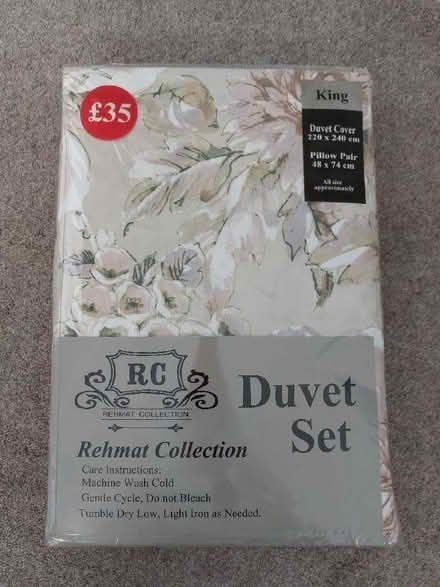 £35
King
Duvet Cover
220 x 240 cm
Pillow Pair
48 x 74 cm
All size
approximately
RC
REHMAT COLLECTION
Duvet
Set
Rehmat Collection
Care Instructions:
Machine Wash Cold
Gentle Cycle, Do not Bleach
Tumble Dry Low, Light Iron as Needed.